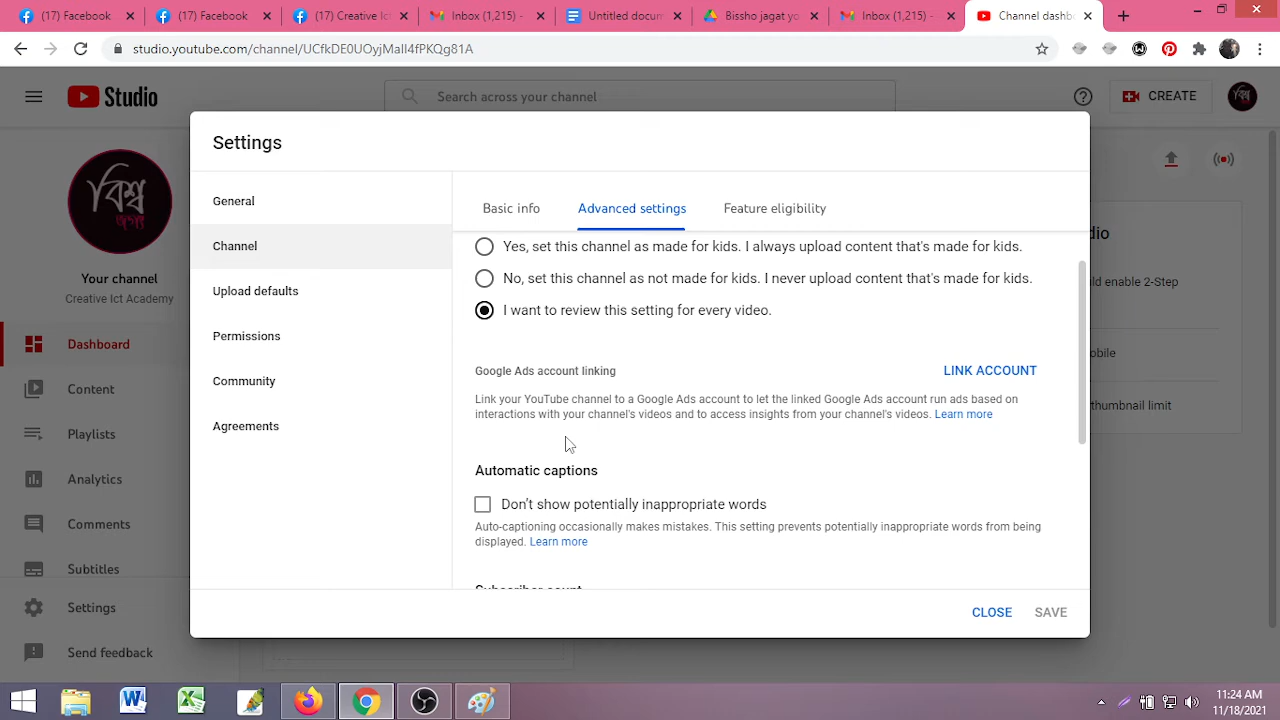 (17) Faceboo
(17) Faceboo
(17) Creative Ict
Inbox (1,215) -
Untitled docum
Bissho jagat yo
Inbox (1,215) -
Channel dashb
studio.youtube.com/channel/UCfkDE0UOyjMall4fPKQg81A
Studio
Search across your channel
CREATE
বিশ্ব
Your channel
Creative Ict Academy
Dashboard
Content
Playlists
Analytics
Comments
Subtitles
Settings
Send feedback
Settings
General
Channel
Upload defaults
Permissions
Community
Agreements
Basic info
Advanced settings
Feature eligibility
Yes, set this channel as made for kids. I always upload content that's made for kids.
No, set this channel as not made for kids. I never upload content that's made for kids.
I want to review this setting for every video.
Google Ads account linking
LINK ACCOUNT
Link your YouTube channel to a Google Ads account to let the linked Google Ads account run ads based on
interactions with your channel's videos and to access insights from your channel's videos. Learn more
Automatic captions
Don't show potentially inappropriate words
Auto-captioning occasionally makes mistakes. This setting prevents potentially inappropriate words from being
displayed. Learn more
Subscriber count
CLOSE
SAVE
dio
ld enable 2-Step
obile
thumbnail limit
11:24 AM
11/18/2021